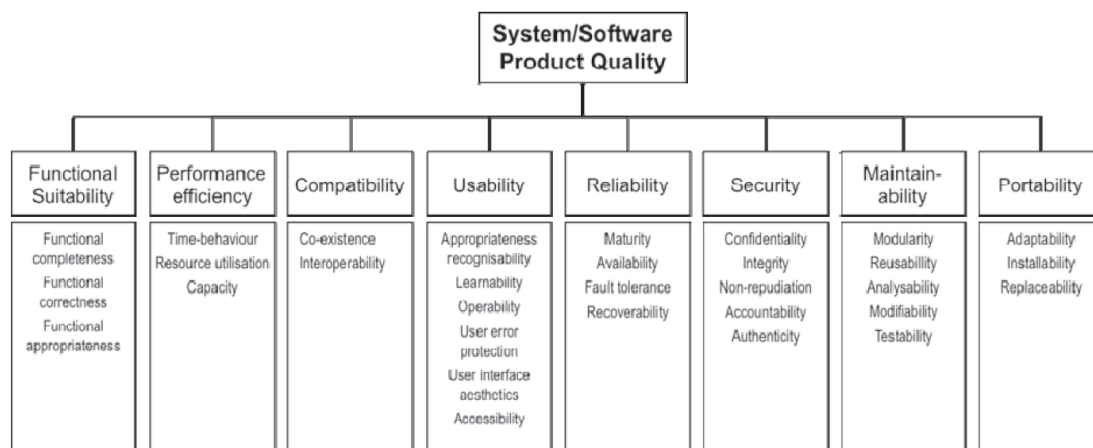 System/Software
Product Quality
Functional
Suitability
Performance
efficiency
Compatibility
Usability
Reliability
Security
Maintain-
ability
Portability
Functional
completeness
Functional
correctness
Functional
appropriateness
Time-behaviour
Resource utilisation
Capacity
Co-existence
Interoperability
Appropriateness
recognisability
Learnability
Operability
User error
protection
User interface
aesthetics
Accessibility
Maturity
Availability
Fault tolerance
Recoverability
Confidentiality
Integrity
Non-repudiation
Accountability
Authenticity
Modularity
Reusabillity
Analysability
Modifiability
Testability
Adaptability
Installability
Replaceability